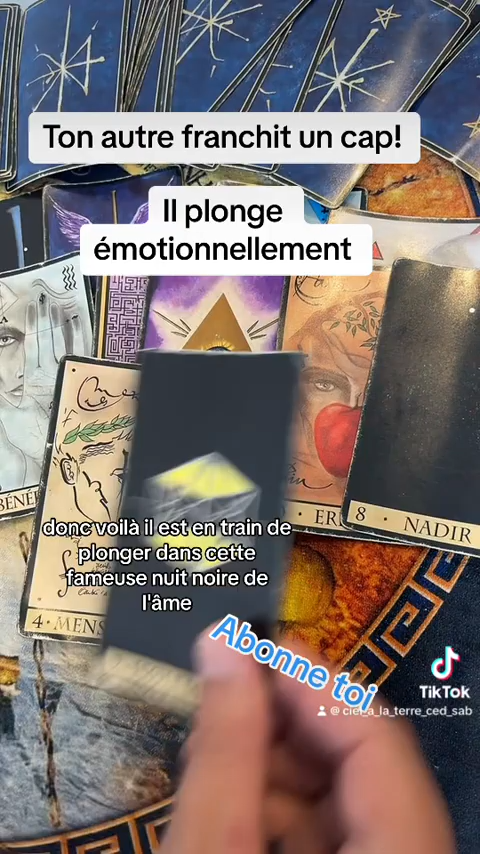 Ton autre franchit un cap!
Il plonge
émotionnellement
BÉNÉ
ER
8 · NADIR
donc voilà il est en train de
plonger dans cette
fameuse nuit noire de
l'âme
4 · MENS
Abonne toi
TikTok
@ciel_a_la_terre_ced_sab